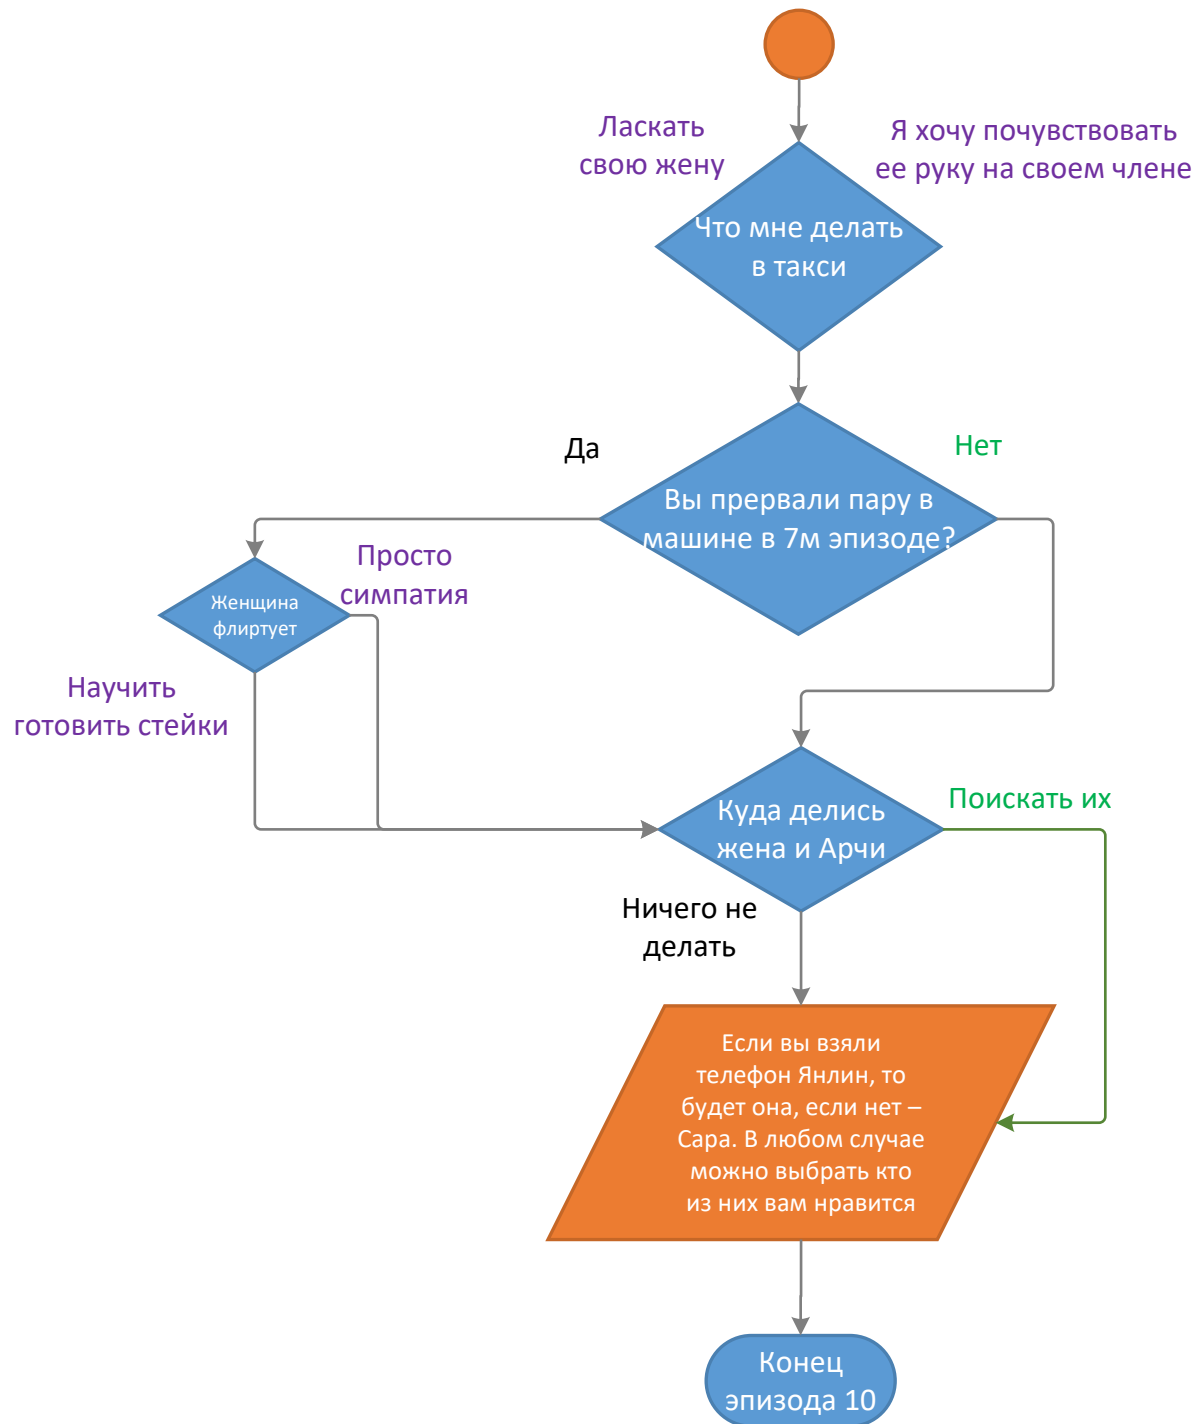 Ласкать
свою жену
Я хочу почувствовать
ее руку на своем члене
Что мне делать
в такси
Да
Нет
Вы прервали пару в
машине в 7м эпизоде?
Просто
симпатия
Женщина
флиртует
Научить
готовить стейки
Куда делись
жена и Арчи
Поискать их
Ничего не
делать
Если вы взяли
телефон Янлин, то
будет она, если нет –
Сара. В любом случае
можно выбрать кто
из них вам нравится
Конец
эпизода 10